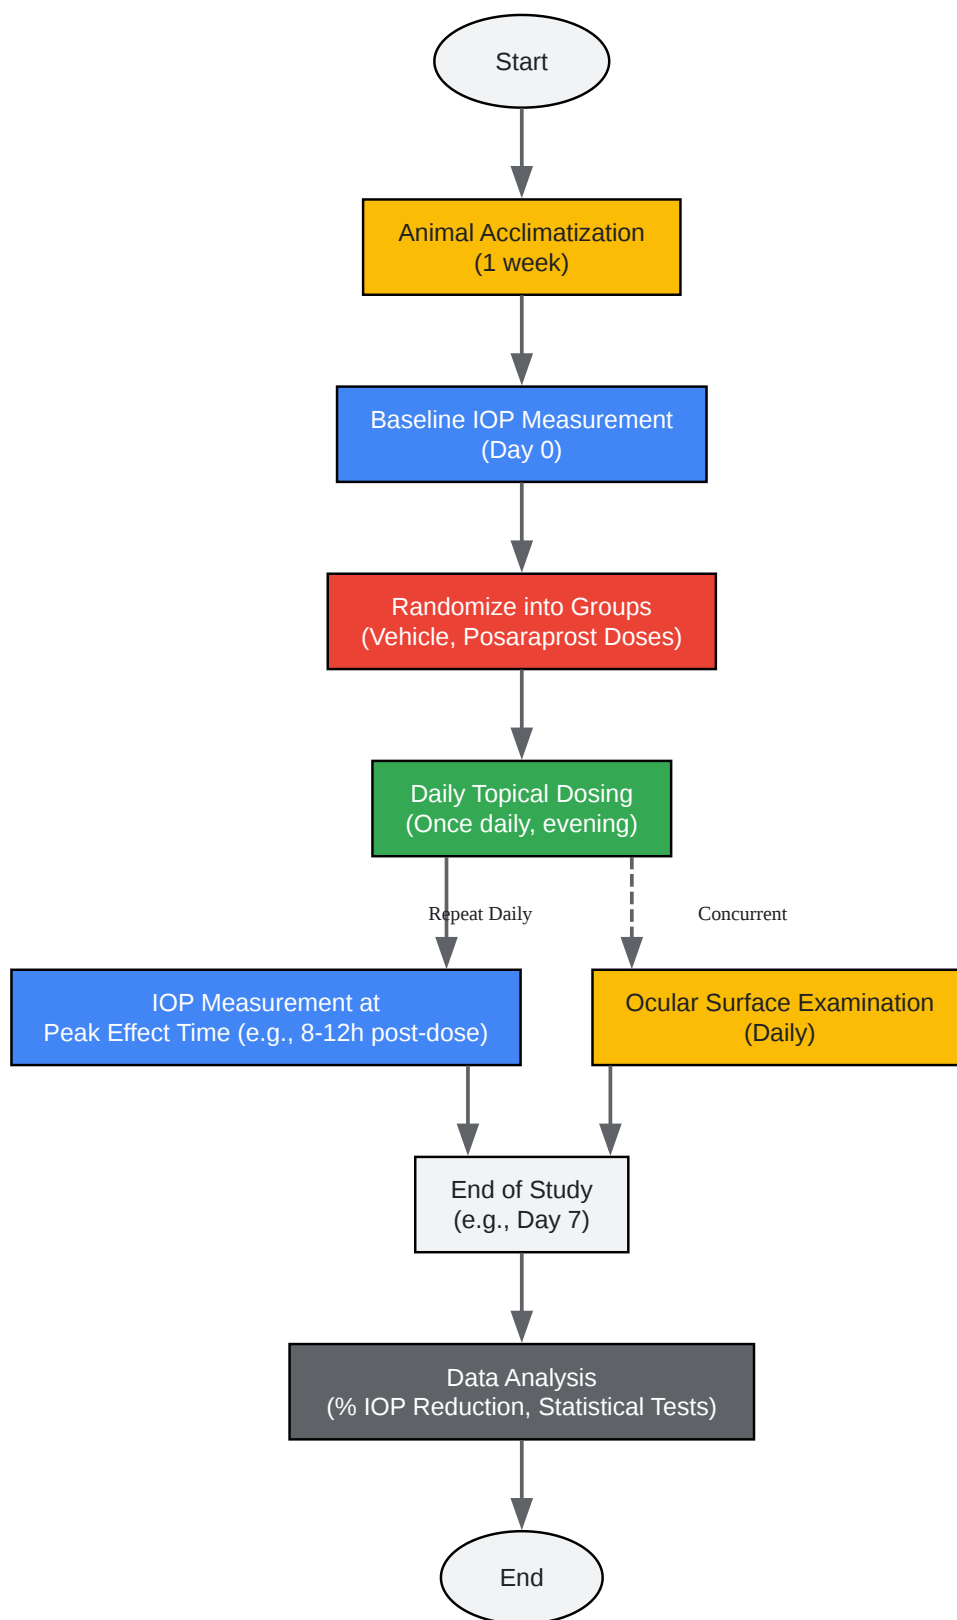 Start
Animal Acclimatization
(1 week)
Baseline IOP Measurement
(Day 0)
Randomize into Groups
(Vehicle, Posaraprost Doses)
Daily Topical Dosing
(Once daily, evening)
Repeat Daily
Concurrent
IOP Measurement at
Peak Effect Time (e.g., 8-12h post-dose)
Ocular Surface Examination
(Daily)
End of Study
(e.g., Day 7)
Data Analysis
(% IOP Reduction, Statistical Tests)
End